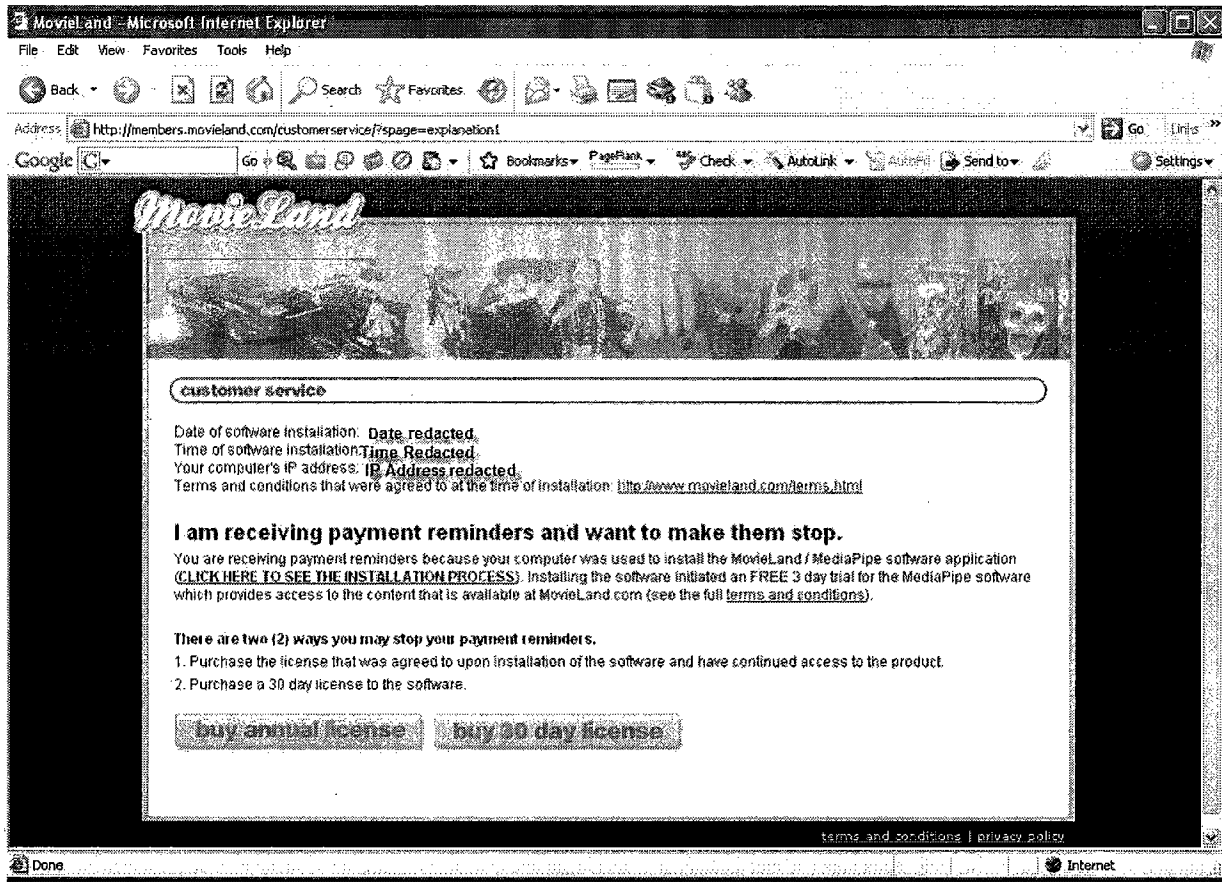 MovieLand - Microsoft Internet Explorer
File Edit View Favorites Tools Help
Back Search Favorites
Address http://members.movieland.com/customerservice/?spage=explanation1 Go Links »
Google G Go Bookmarks PageRank Check AutoLink AutoFill Send to Settings
MovieLand
customer service
Date of software installation: Date redacted
Time of software installation: Time Redacted
Your computer's IP address: IP Address redacted
Terms and conditions that were agreed to at the time of installation: http://www.movieland.com/terms.html
I am receiving payment reminders and want to make them stop.
You are receiving payment reminders because your computer was used to install the MovieLand / MediaPipe software application
(CLICK HERE TO SEE THE INSTALLATION PROCESS). Installing the software initiated an FREE 3 day trial for the MediaPipe software
which provides access to the content that is available at MovieLand.com (see the full terms and conditions).
There are two (2) ways you may stop your payment reminders.
1. Purchase the license that was agreed to upon installation of the software and have continued access to the product.
2. Purchase a 30 day license to the software.
buy annual license buy 30 day license
terms and conditions | privacy policy
Done Internet